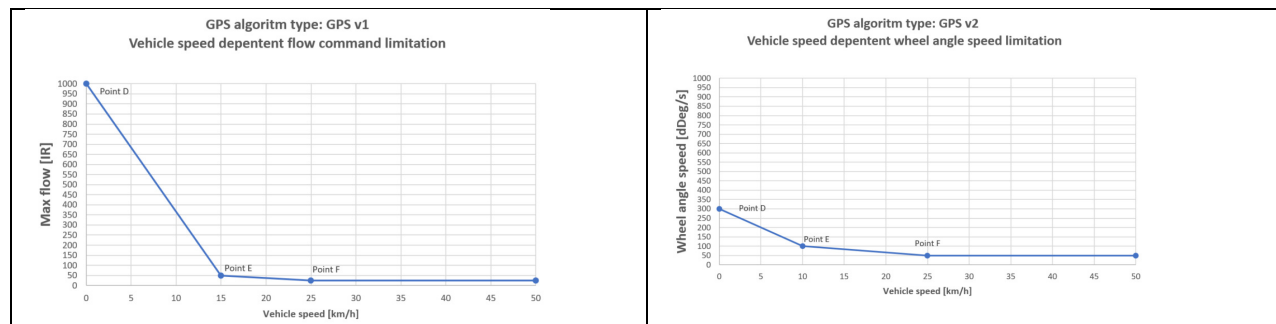 GPS algoritm type: GPS v1
Vehicle speed depentent flow command limitation
Max flow [IR]
1000
950
900
850
800
750
700
650
600
550
500
450
400
350
300
250
200
150
100
50
0
Point D
Point E
Point F
0 5 10 15 20 25 30 35 40 45 50
Vehicle speed [km/h]
GPS algoritm type: GPS v2
Vehicle speed depentent wheel angle speed limitation
Wheel angle speed [dDeg/s]
1000
950
900
850
800
750
700
650
600
550
500
450
400
350
300
250
200
150
100
50
0
Point D
Point E
Point F
0 5 10 15 20 25 30 35 40 45 50
Vehicle speed [km/h]